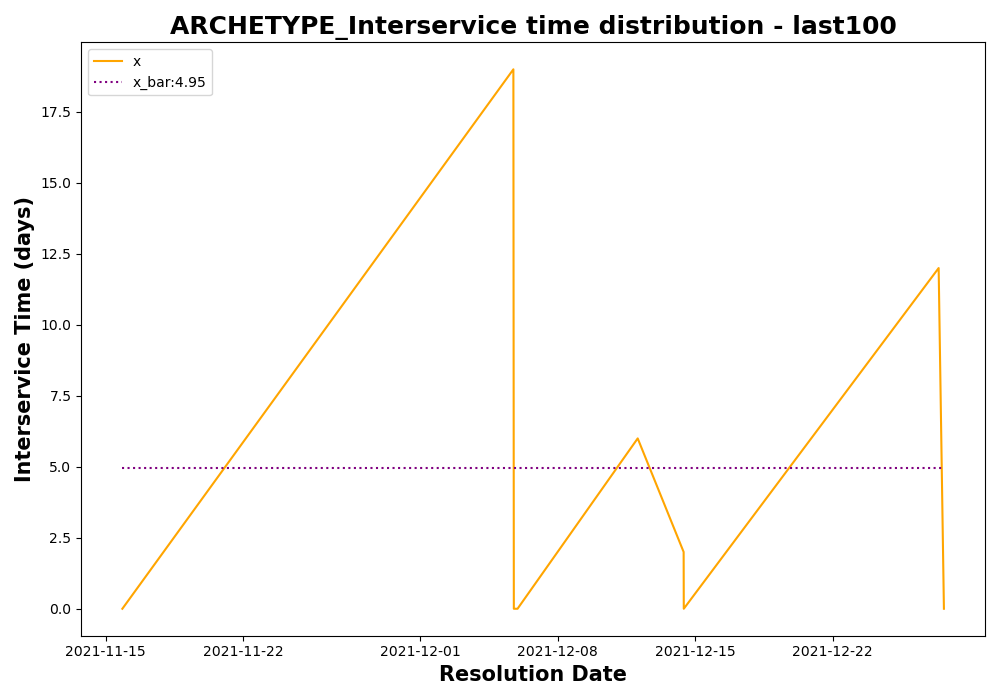 ARCHETYPE_Interservice time distribution - last100
x
x_bar:4.95
Interservice Time (days)
17.5
15.0
12.5
10.0
7.5
5.0
2.5
0.0
2021-11-15
2021-11-22
2021-12-01
2021-12-08
2021-12-15
2021-12-22
Resolution Date